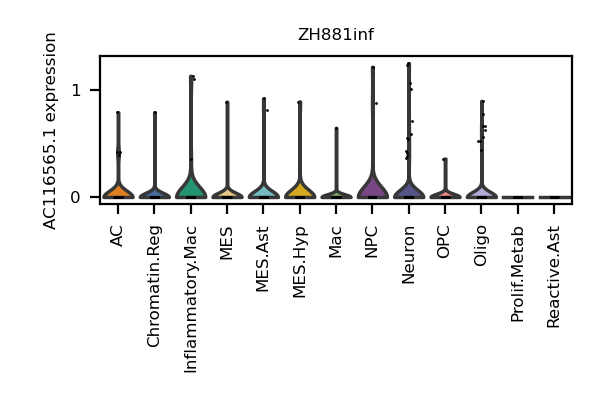 ZH881inf
AC116565.1 expression
1
0
AC
Chromatin.Reg
Inflammatory.Mac
MES
MES.Ast
MES.Hyp
Mac
NPC
Neuron
OPC
Oligo
Prolif.Metab
Reactive.Ast